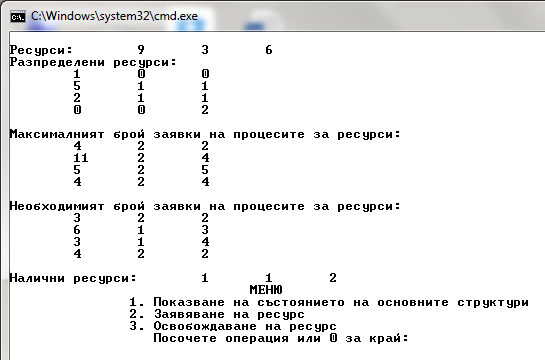 C:\Windows\system32\cmd.exe
Ресурси: 9 3 6
Разпределени ресурси:
1 0 0
5 1 1
2 1 1
0 0 2
Максималният брой заявки на процесите за ресурси:
4 2 2
11 2 4
5 2 5
4 2 4
Необходимият брой заявки на процесите за ресурси:
3 2 2
6 1 3
3 1 4
4 2 2
Налични ресурси: 1 1 2
МЕНЮ
1. Показване на състоянието на основните структури
2. Заявяване на ресурс
3. Освобождаване на ресурс
Посочете операция или 0 за край: